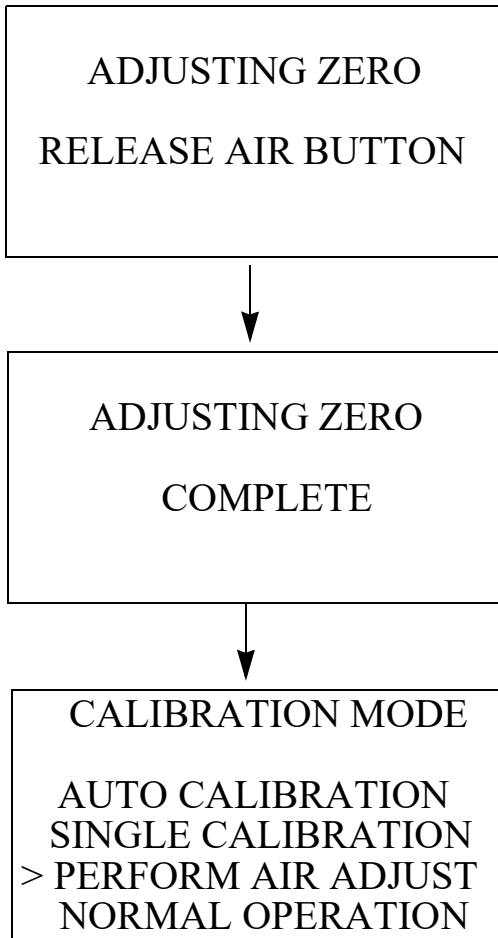 ADJUSTING ZERO
RELEASE AIR BUTTON
ADJUSTING ZERO
COMPLETE
CALIBRATION MODE
AUTO CALIBRATION
SINGLE CALIBRATION
> PERFORM AIR ADJUST
NORMAL OPERATION